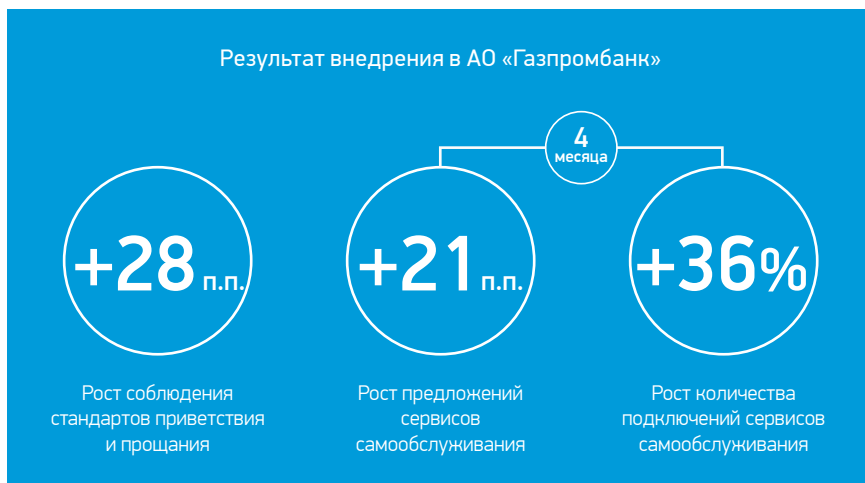 Результат внедрения в АО «Газпромбанк»
4
месяца
+28 п.п.
+21 п.п.
+36%
Рост соблюдения
стандартов приветствия
и прощания
Рост предложений
сервисов
самообслуживания
Рост количества
подключений сервисов
самообслуживания